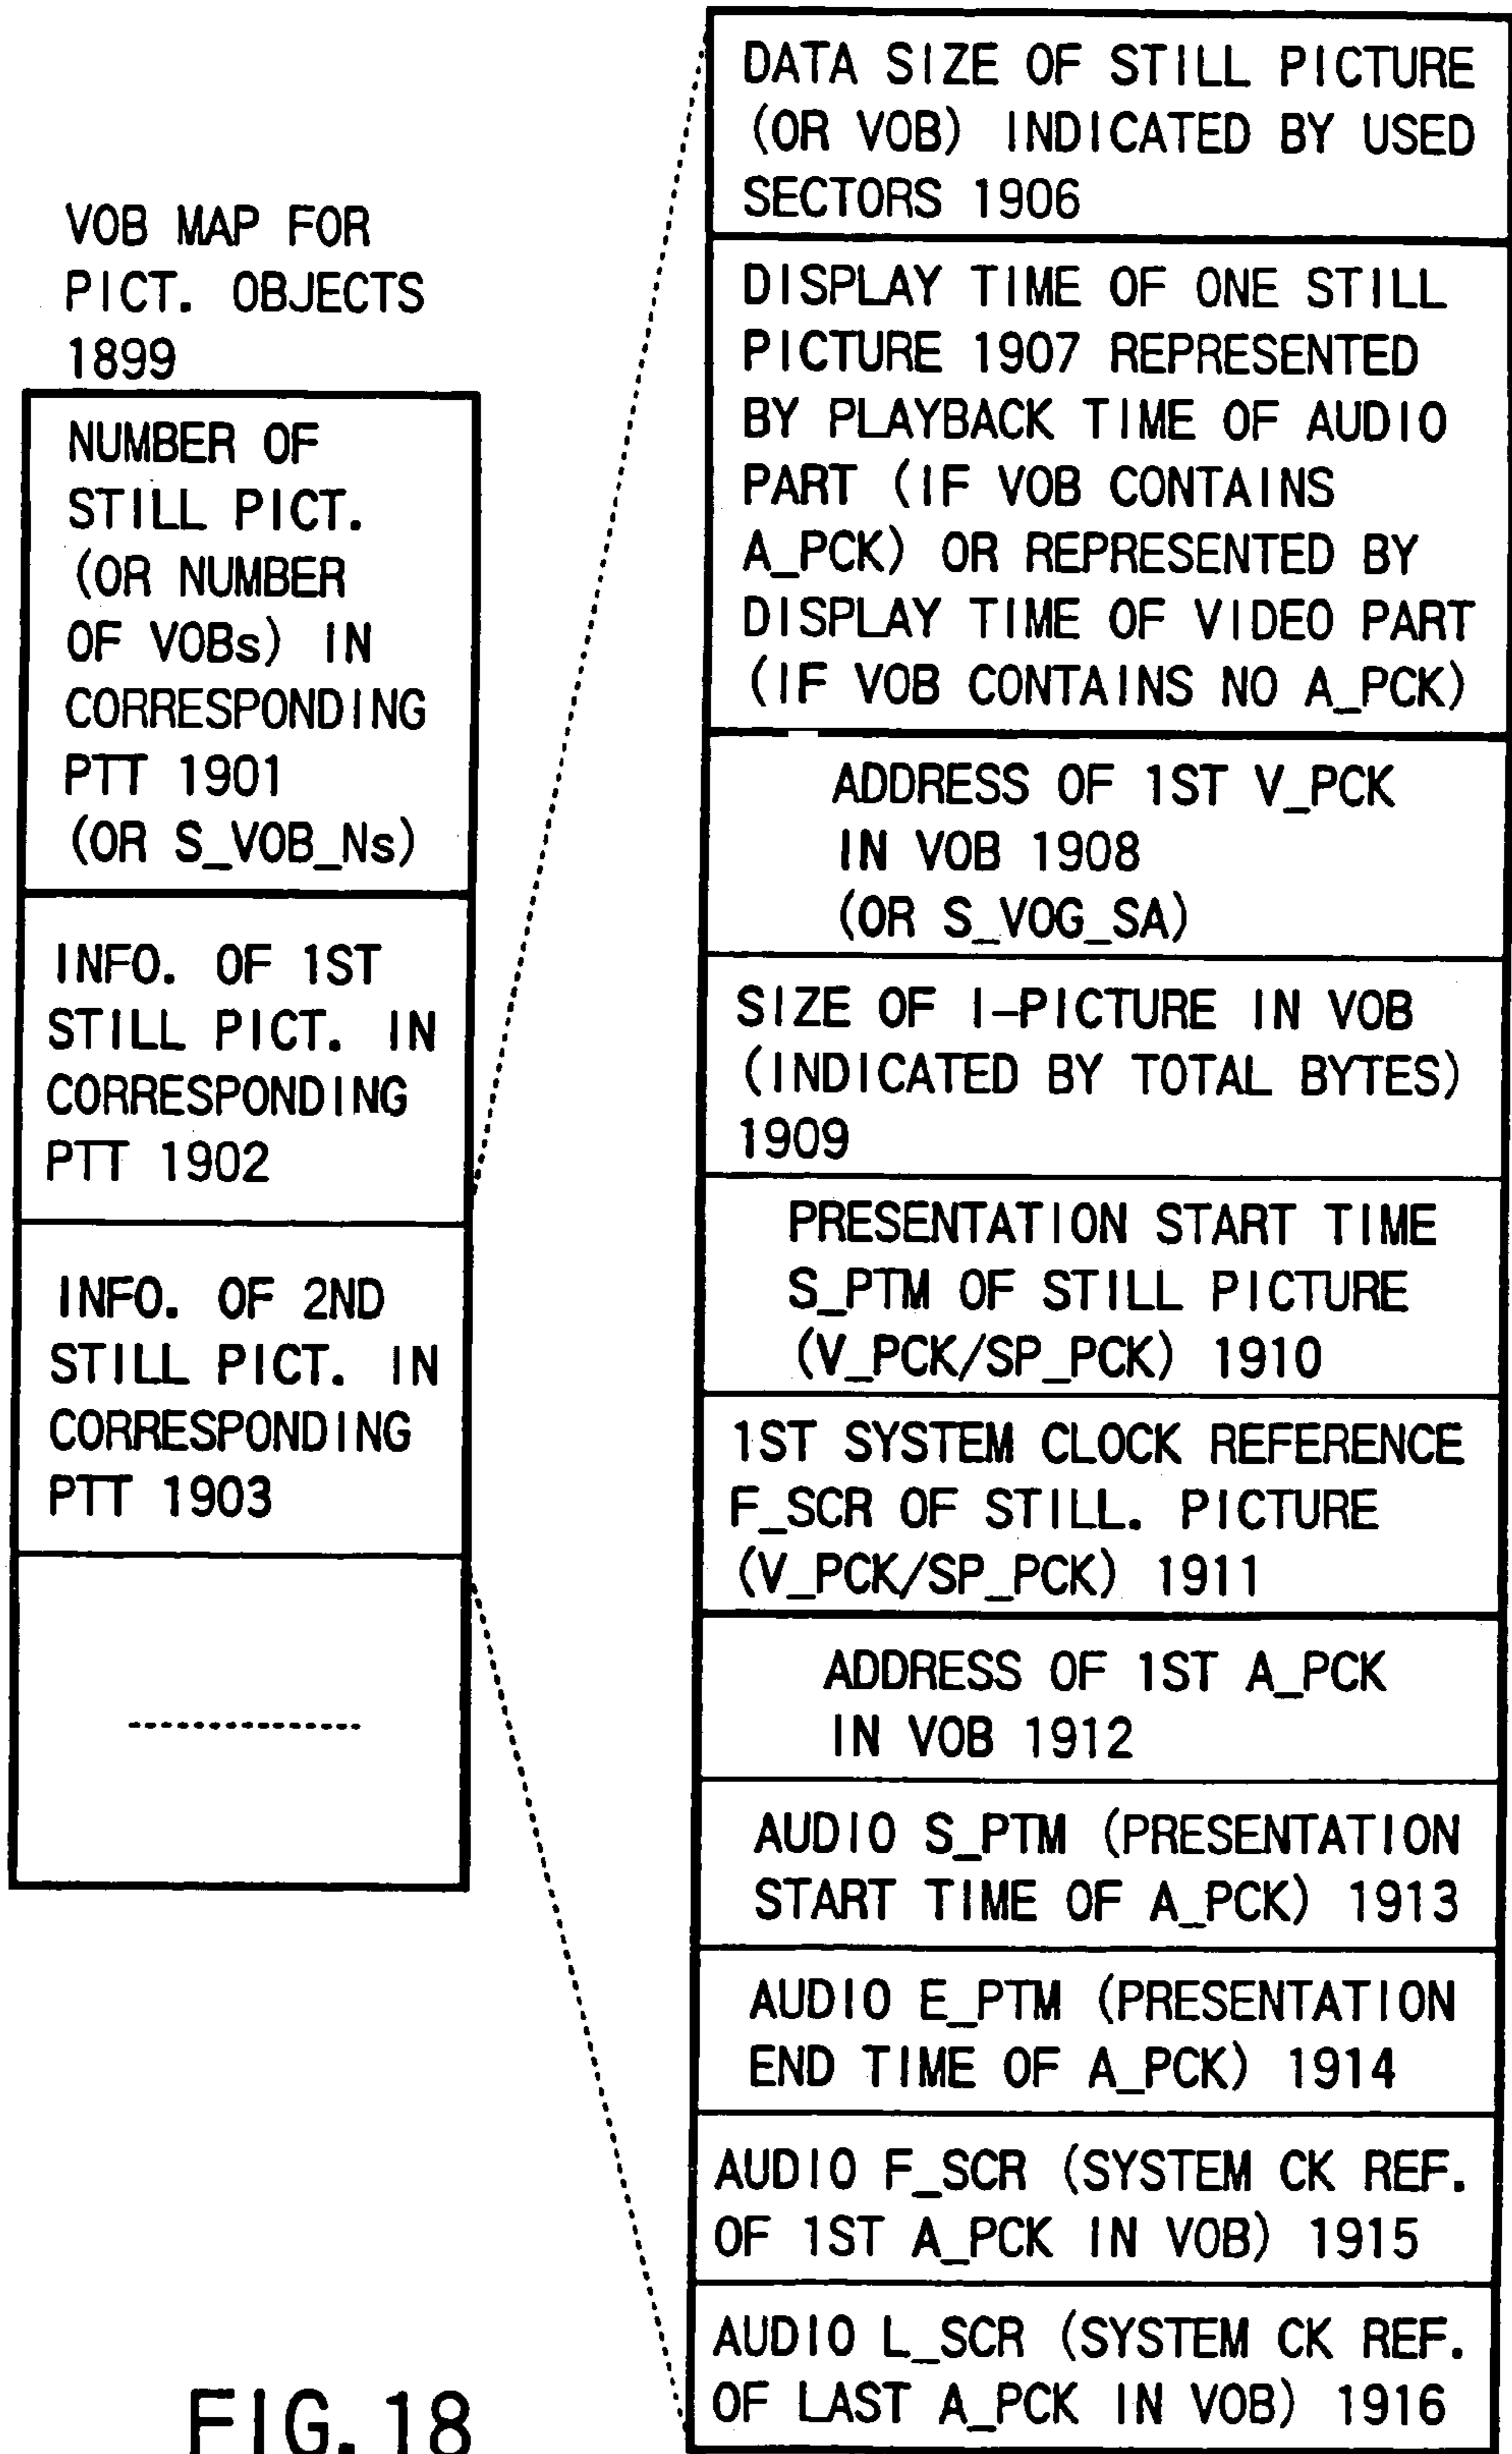 VOB MAP FOR
PICT. OBJECTS
1899
NUMBER OF
STILL PICT.
(OR NUMBER
OF VOBs) IN
CORRESPONDING
PTT 1901
(OR S_VOB_Ns)
INFO. OF 1ST
STILL PICT. IN
CORRESPONDING
PTT 1902
INFO. OF 2ND
STILL PICT. IN
CORRESPONDING
PTT 1903
DATA SIZE OF STILL PICTURE
(OR VOB) INDICATED BY USED
SECTORS 1906
DISPLAY TIME OF ONE STILL
PICTURE 1907 REPRESENTED
BY PLAYBACK TIME OF AUDIO
PART (IF VOB CONTAINS
A_PCK) OR REPRESENTED BY
DISPLAY TIME OF VIDEO PART
(IF VOB CONTAINS NO A_PCK)
ADDRESS OF 1ST V_PCK
IN VOB 1908
(OR S_VOG_SA)
SIZE OF I-PICTURE IN VOB
(INDICATED BY TOTAL BYTES)
1909
PRESENTATION START TIME
S_PTM OF STILL PICTURE
(V_PCK/SP_PCK) 1910
1ST SYSTEM CLOCK REFERENCE
F_SCR OF STILL. PICTURE
(V_PCK/SP_PCK) 1911
ADDRESS OF 1ST A_PCK
IN VOB 1912
AUDIO S_PTM (PRESENTATION
START TIME OF A_PCK) 1913
AUDIO E_PTM (PRESENTATION
END TIME OF A_PCK) 1914
AUDIO F_SCR (SYSTEM CK REF.
OF 1ST A_PCK IN VOB) 1915
AUDIO L_SCR (SYSTEM CK REF.
OF LAST A_PCK IN VOB) 1916
FIG. 18